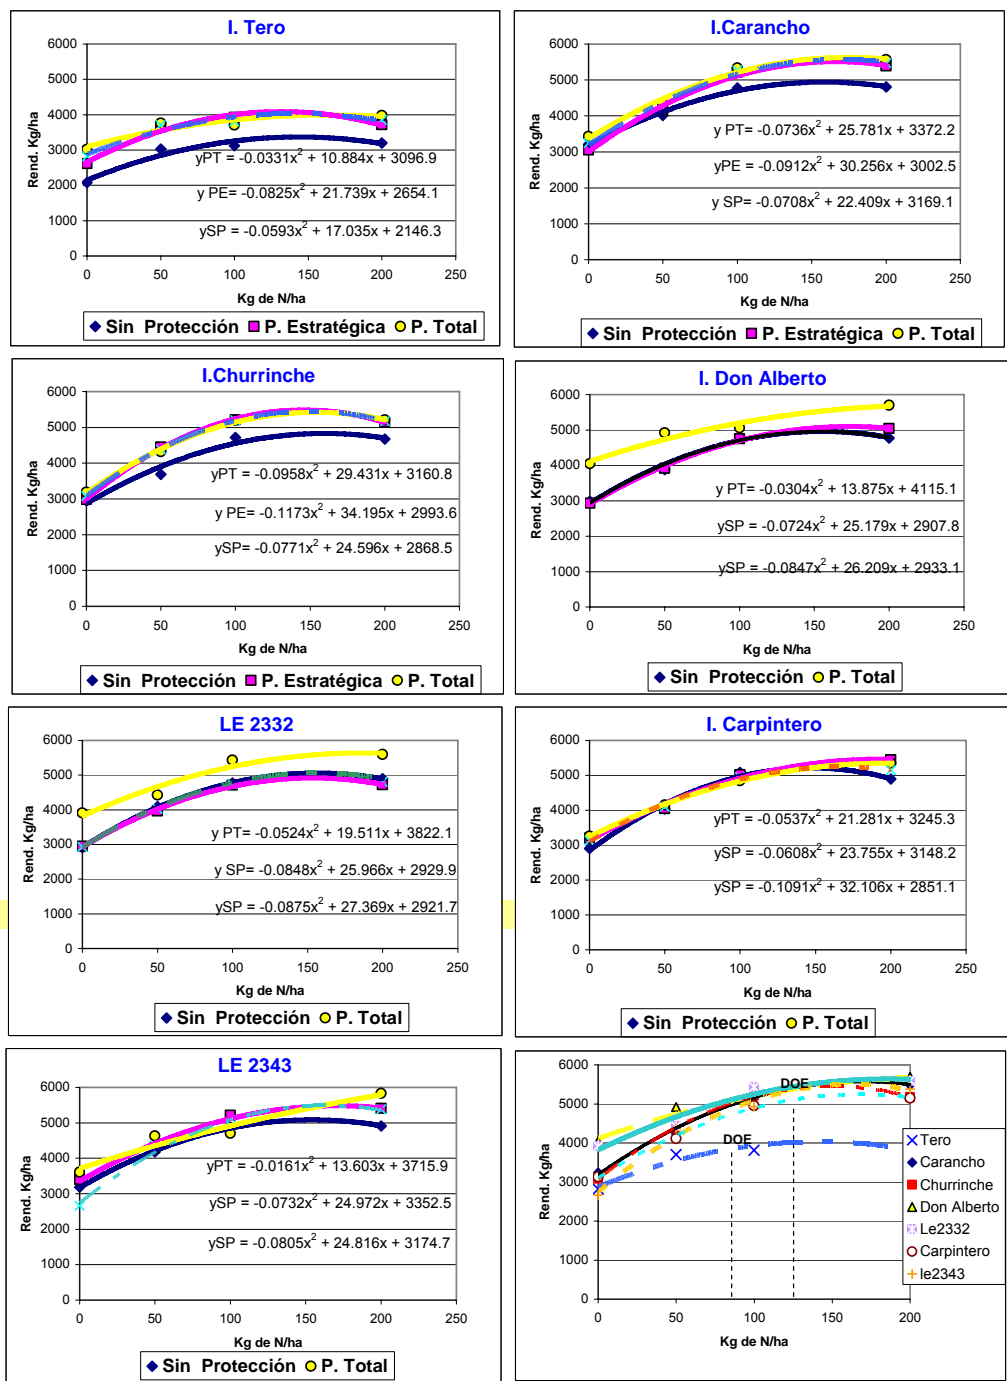 I. Tero
6000
5000
4000
3000
2000
1000
0
Rend. Kg/ha
yPT = -0.0331x² + 10.884x + 3096.9
y PE= -0.0825x² + 21.739x + 2654.1
ySP = -0.0593x² + 17.035x + 2146.3
0 50 100 150 200 250
Kg de N/ha
Sin Protección P. Estratégica P. Total
I.Carancho
6000
5000
4000
3000
2000
1000
0
Rend. Kg/ha
y PT= -0.0736x² + 25.781x + 3372.2
yPE = -0.0912x² + 30.256x + 3002.5
y SP= -0.0708x² + 22.409x + 3169.1
0 50 100 150 200 250
Kg de N/ha
Sin Protección P. Estratégica P. Total
I.Churrinche
6000
5000
4000
3000
2000
1000
0
Rend. Kg/ha
yPT= -0.0958x² + 29.431x + 3160.8
y PE = -0.1173x² + 34.195x + 2993.6
ySP= -0.0771x² + 24.596x + 2868.5
0 50 100 150 200 250
Kg de N/ha
Sin Protección P. Estratégica P. Total
I. Don Alberto
6000
5000
4000
3000
2000
1000
0
Rend. Kg/ha
y PT = -0.0304x² + 13.875x + 4115.1
ySP = -0.0724x² + 25.179x + 2907.8
ySP = -0.0847x² + 26.209x + 2933.1
0 50 100 150 200 250
Kg de N/ha
Sin Protección P. Total
LE 2332
6000
5000
4000
3000
2000
1000
0
Rend. Kg/ha
y PT= -0.0524x² + 19.511x + 3822.1
y SP= -0.0848x² + 25.966x + 2929.9
ySP = -0.0875x² + 27.369x + 2921.7
0 50 100 150 200 250
Kg de N/ha
Sin Protección P. Total
I. Carpintero
6000
5000
4000
3000
2000
1000
0
Rend. Kg/ha
yPT= -0.0537x² + 21.281x + 3245.3
ySP = -0.0608x² + 23.755x + 3148.2
ySP = -0.1091x² + 32.106x + 2851.1
0 50 100 150 200 250
Kg de N/ha
Sin Protección P. Total
LE 2343
6000
5000
4000
3000
2000
1000
0
Rend. Kg/ha
yPT= -0.0161x² + 13.603x + 3715.9
ySP = -0.0732x² + 24.972x + 3352.5
ySP = -0.0805x² + 24.816x + 3174.7
0 50 100 150 200 250
Kg de N/ha
Sin Protección P. Total
6000
5000
4000
3000
2000
1000
0
Rend. Kg/ha
DOE
DOE
Tero
Carancho
Churrinche
Don Alberto
Le2332
Carpintero
le2343
0 50 100 150 200
Kg de N/ha